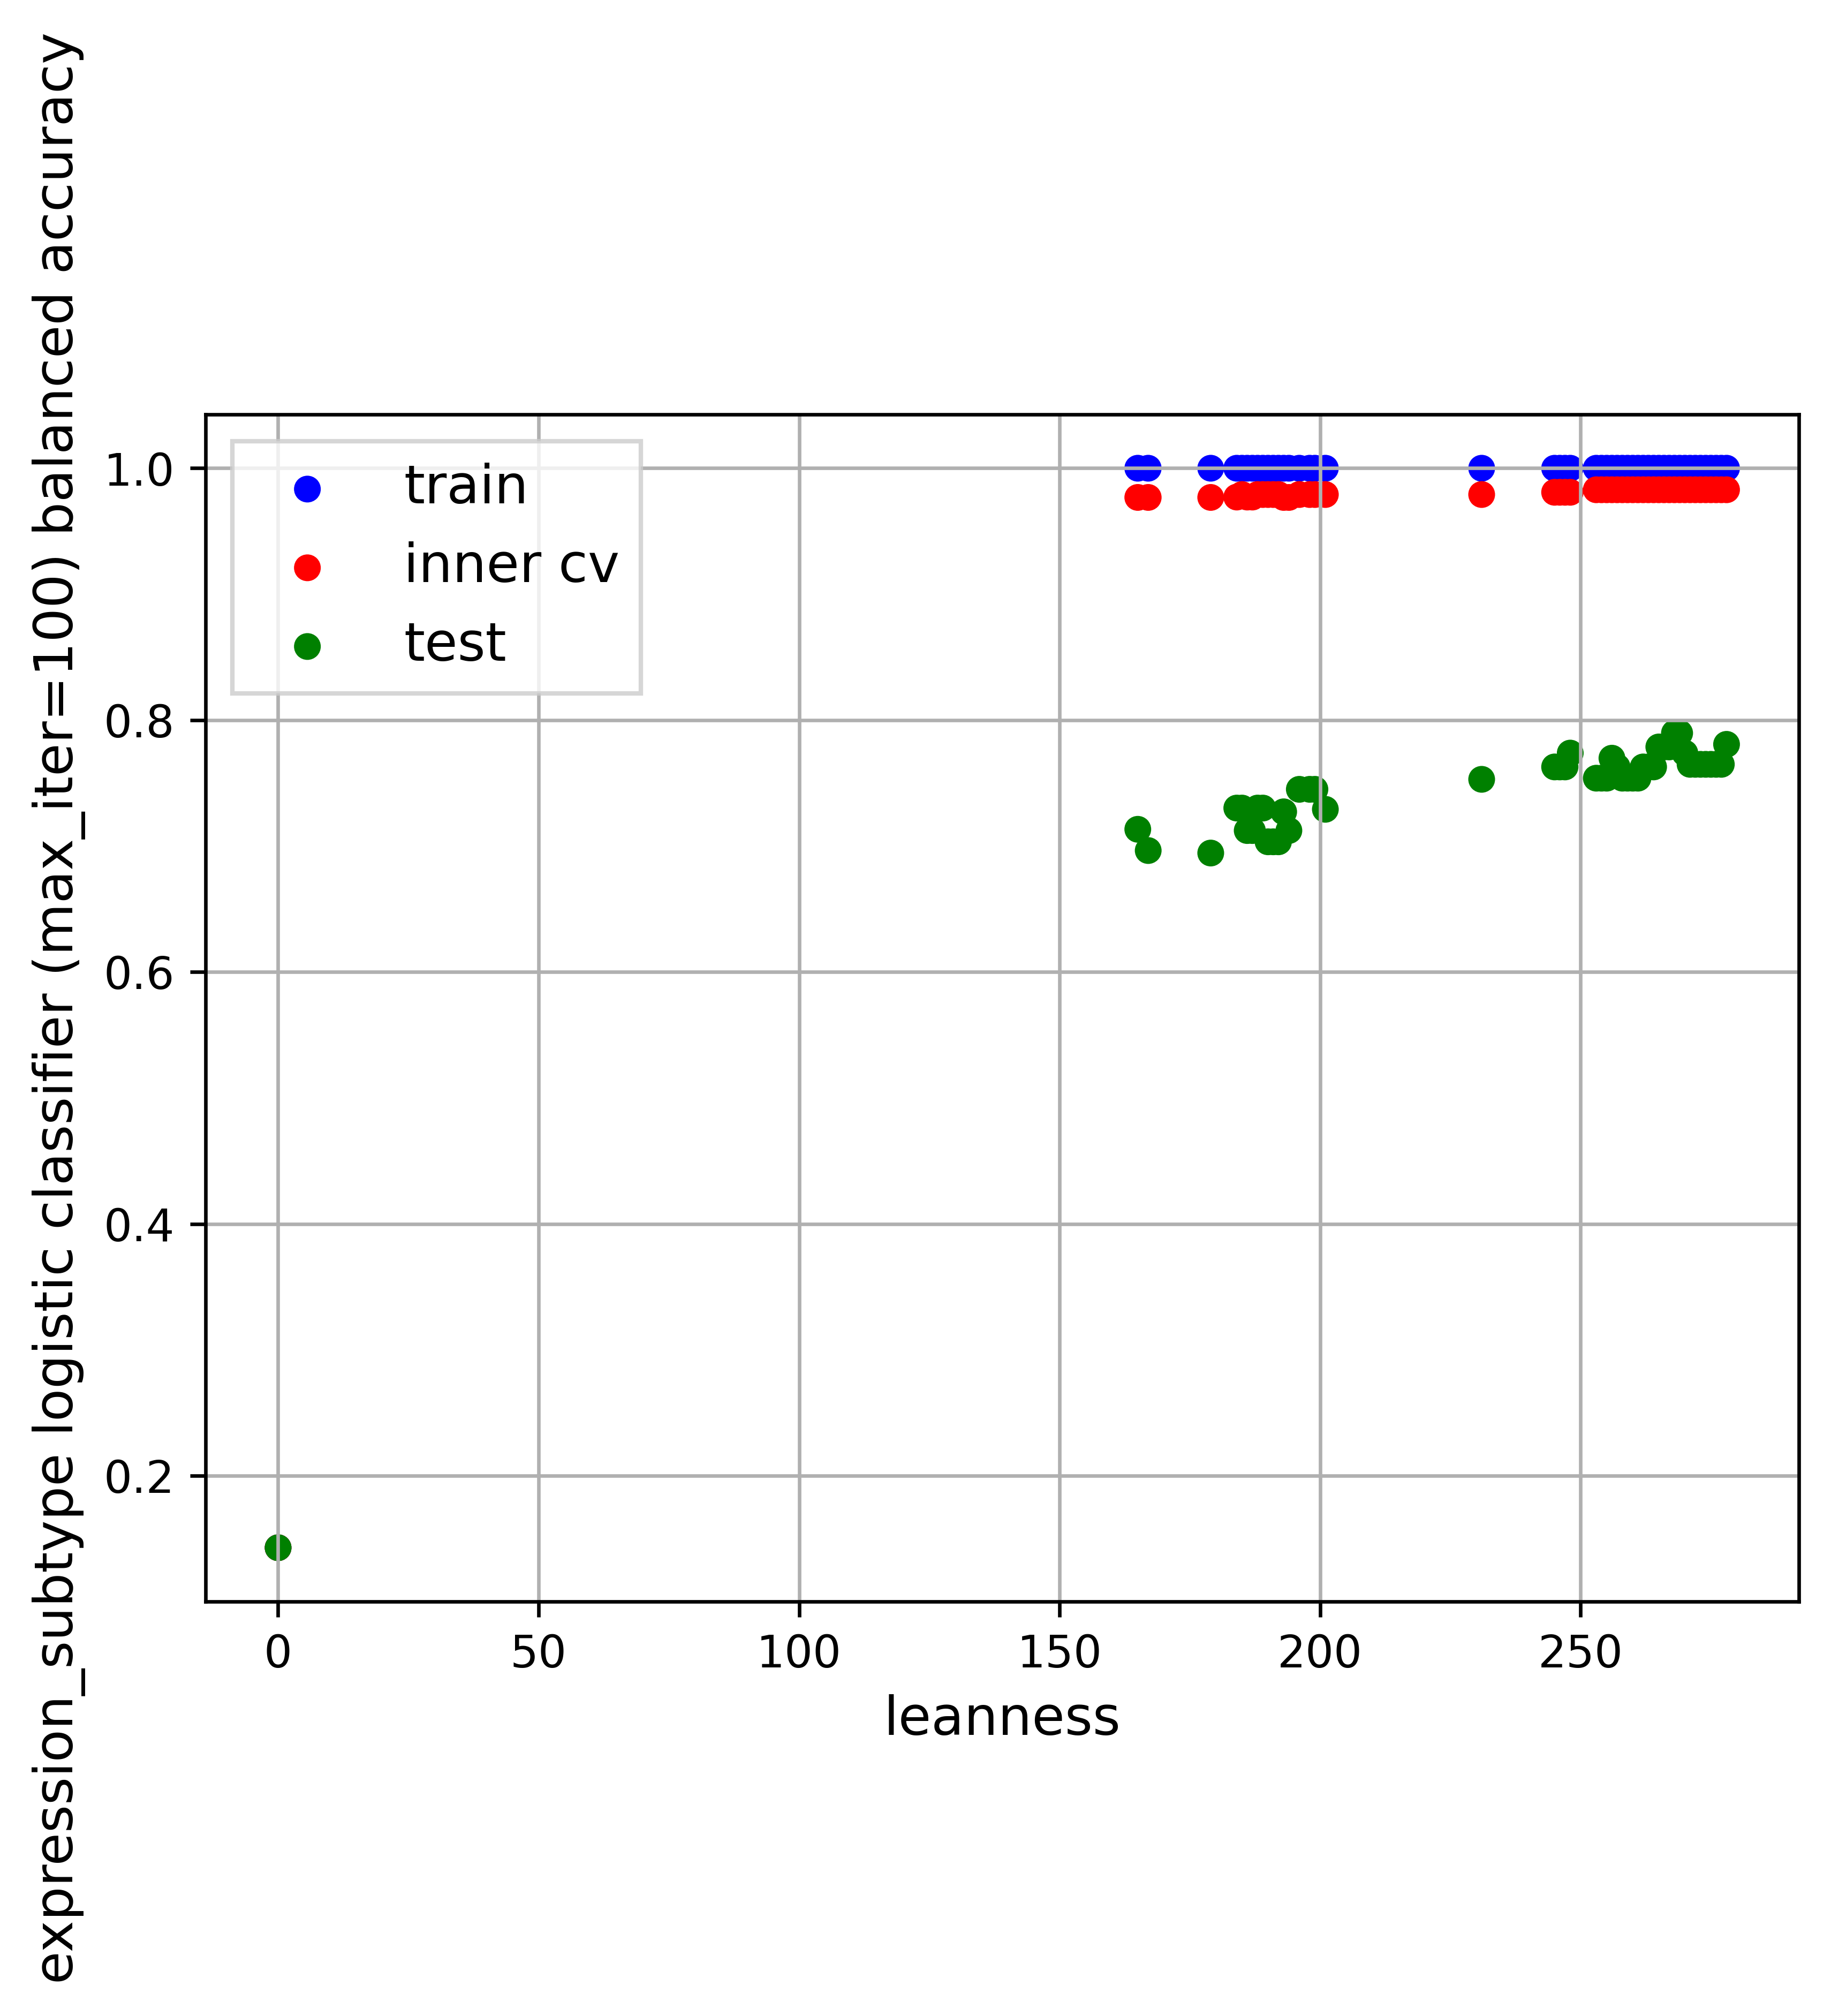 expression_subtype logistic classifier (max_iter=100) balanced accuracy
1.0
0.8
0.6
0.4
0.2
train
inner cv
test
0 50 100 150 200 250
leanness